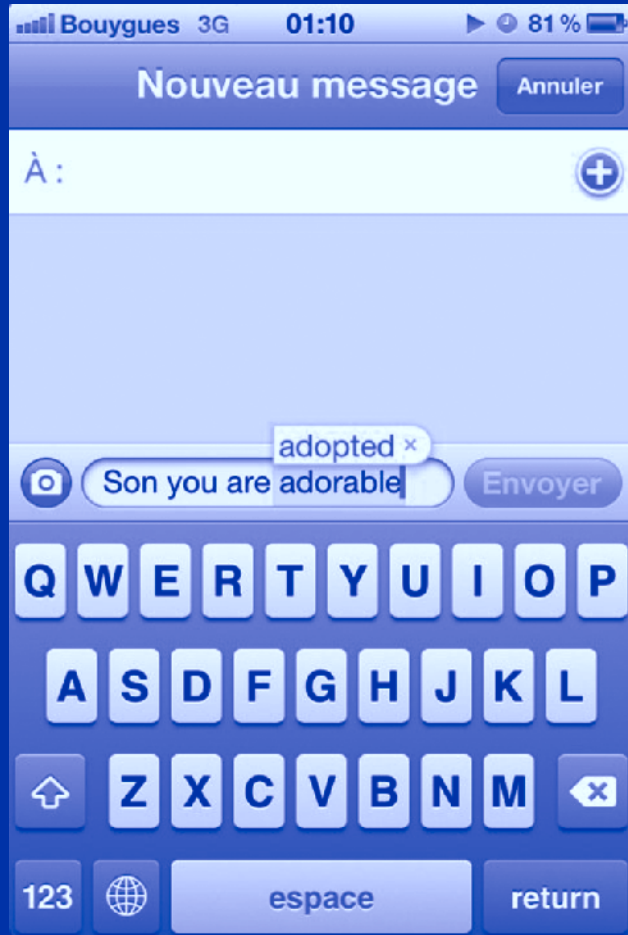 Bouygues 3G 01:10 81 %
Nouveau message Annuler
À :
adopted ×
Son you are adorable Envoyer
Q W E R T Y U I O P
A S D F G H J K L
Z X C V B N M
123 espace return